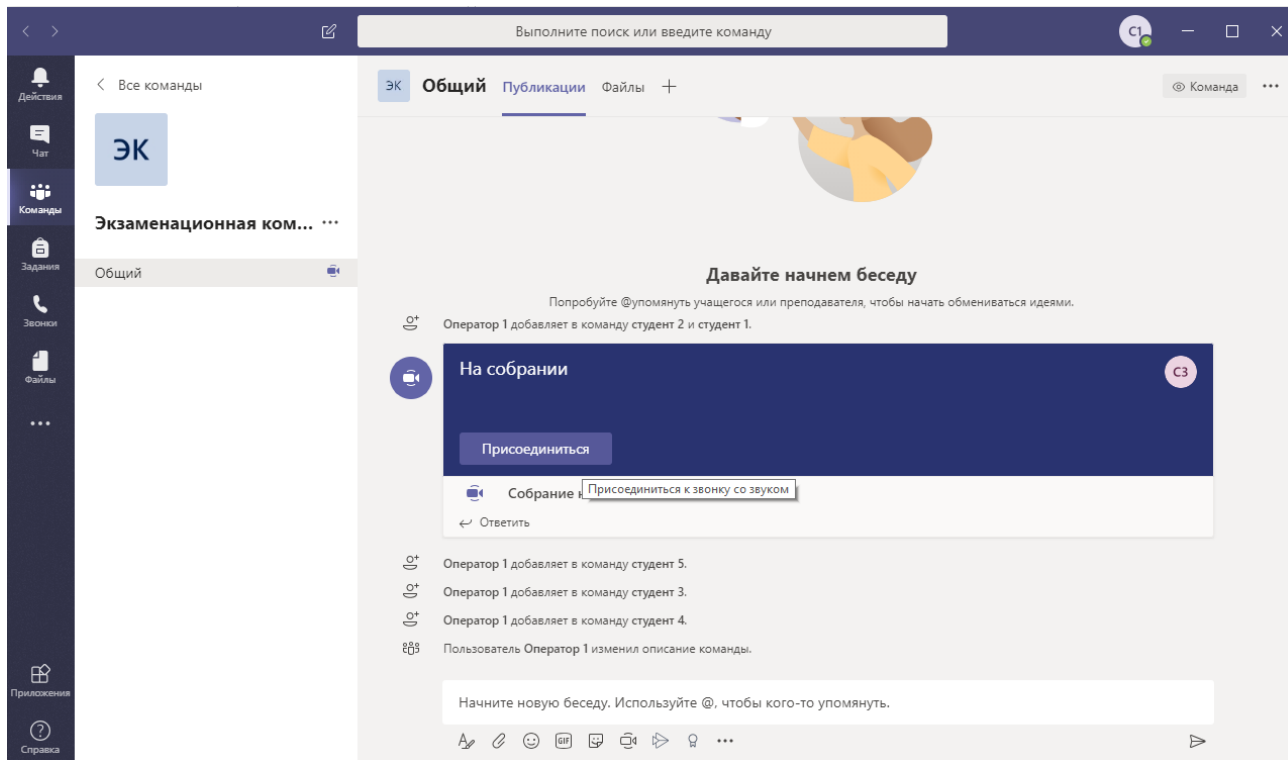 Выполните поиск или введите команду
С1
Действия
Чат
Команды
Задания
Звонки
Файлы
Приложения
Справка
Все команды
ЭК
Экзаменационная ком... ...
Общий
ЭК Общий Публикации Файлы + Команда ...
Давайте начнем беседу
Попробуйте @упомянуть учащегося или преподавателя, чтобы начать обмениваться идеями.
Оператор 1 добавляет в команду студент 2 и студент 1.
На собрании
С3
Присоединиться
Присоединиться к звонку со звуком
Собрание
Ответить
Оператор 1 добавляет в команду студент 5.
Оператор 1 добавляет в команду студент 3.
Оператор 1 добавляет в команду студент 4.
Пользователь Оператор 1 изменил описание команды.
Начните новую беседу. Используйте @, чтобы кого-то упомянуть.
GIF